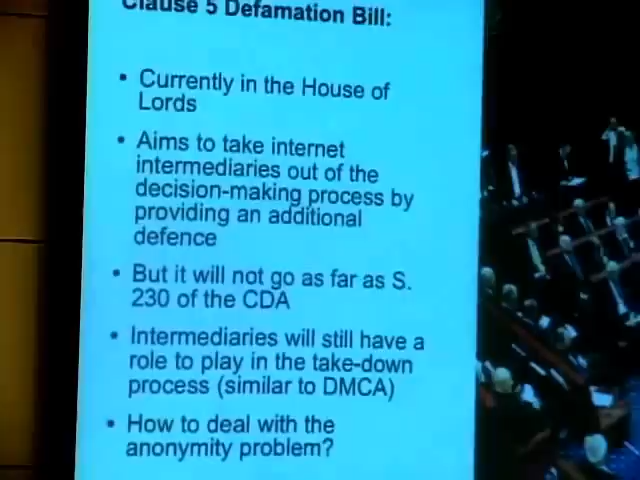 Clause 5 Defamation Bill:
• Currently in the House of
Lords
• Aims to take internet
intermediaries out of the
decision-making process by
providing an additional
defence
• But it will not go as far as S.
230 of the CDA
• Intermediaries will still have a
role to play in the take-down
process (similar to DMCA)
• How to deal with the
anonymity problem?